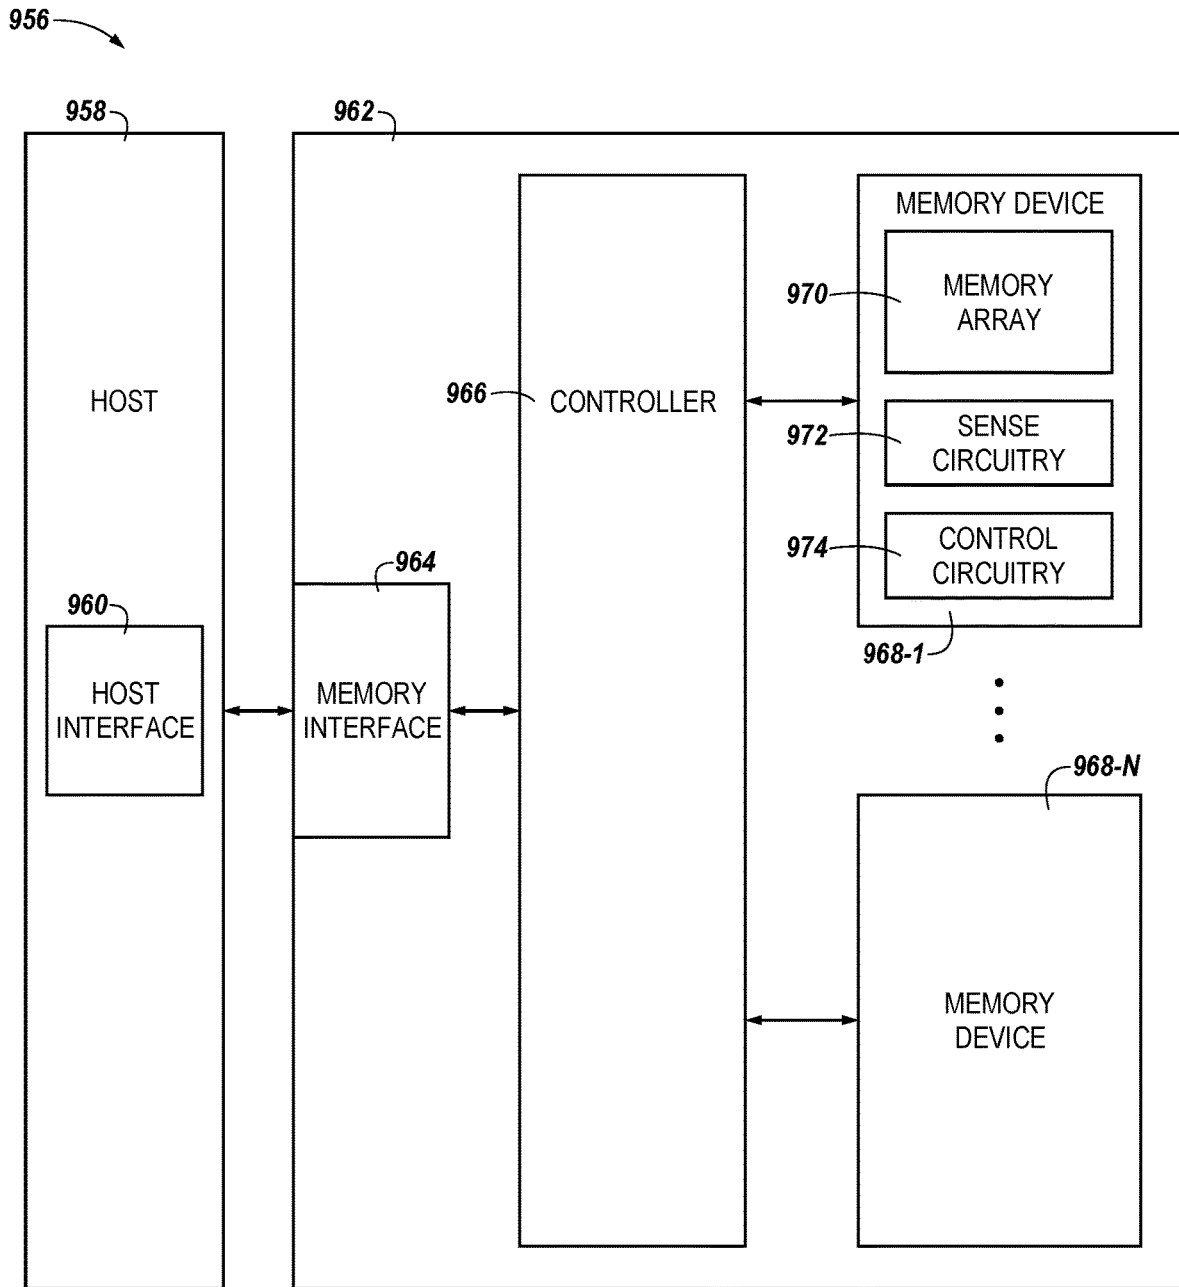 956
958
962
MEMORY DEVICE
970
MEMORY
ARRAY
HOST
966
CONTROLLER
972
SENSE
CIRCUITRY
974
CONTROL
CIRCUITRY
964
960
968-1
HOST
INTERFACE
MEMORY
INTERFACE
968-N
MEMORY
DEVICE